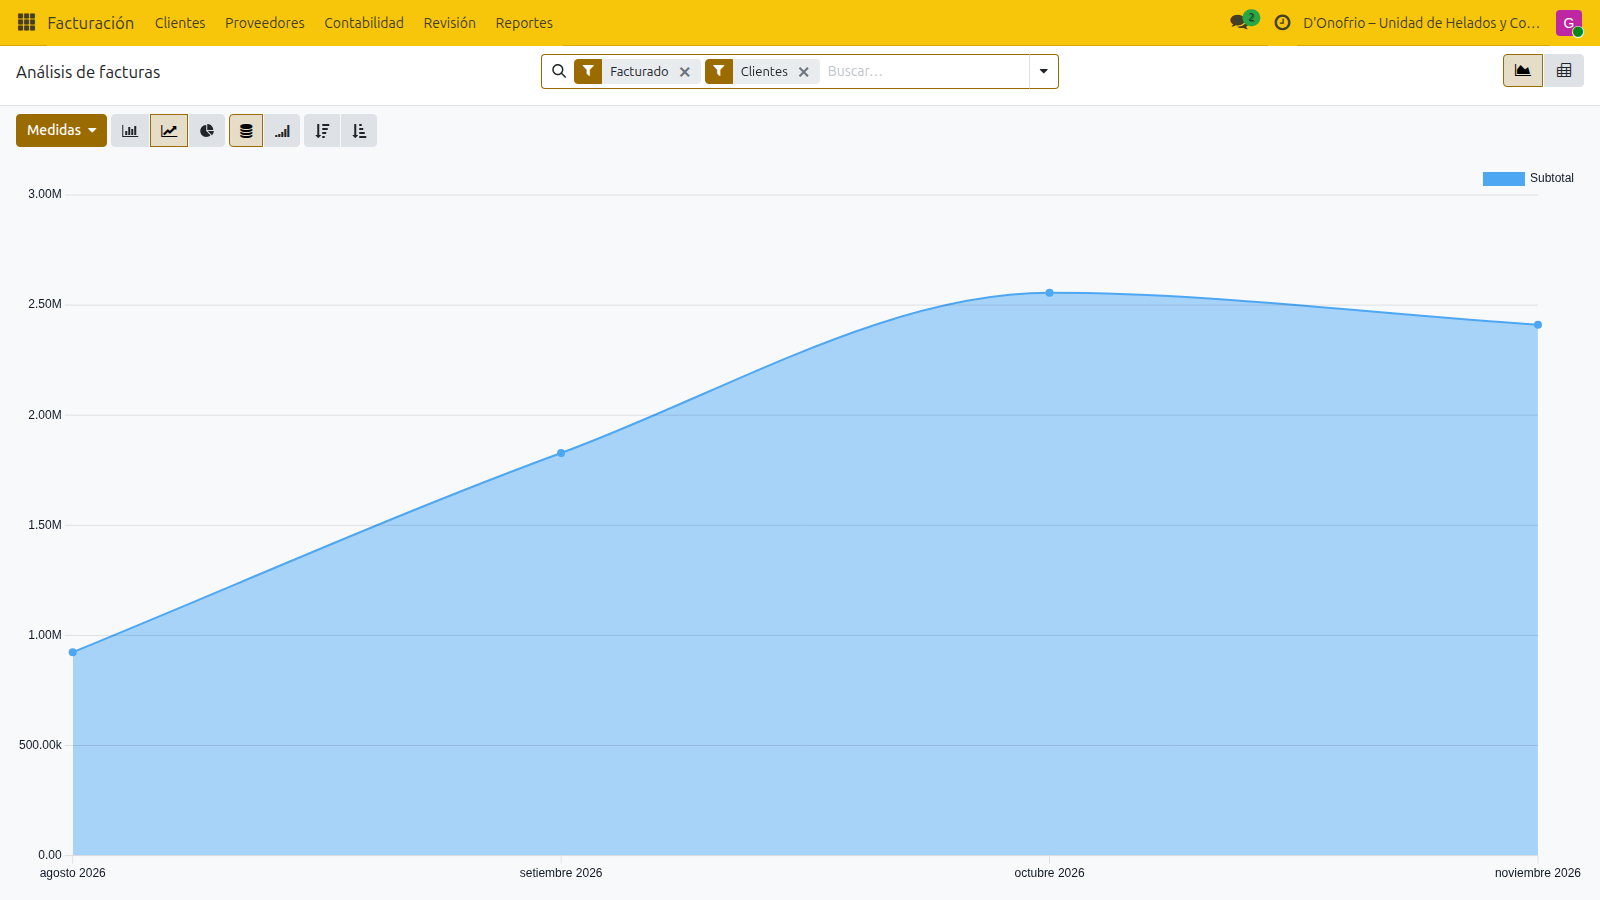 Facturación Clientes Proveedores Contabilidad Revisión Reportes 2 D'Onofrio – Unidad de Helados y Co... G
Análisis de facturas Facturado Clientes Buscar...
Medidas
Subtotal
3.00M
2.50M
2.00M
1.50M
1.00M
500.00k
0.00
agosto 2026 setiembre 2026 octubre 2026 noviembre 2026